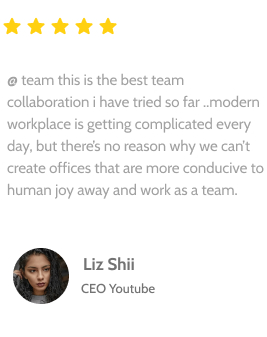 @ team this is the best team
collaboration i have tried so far ..modern
workplace is getting complicated every
day, but there's no reason why we can't
create offices that are more conducive to
human joy away and work as a team.
Liz Shii
CEO Youtube